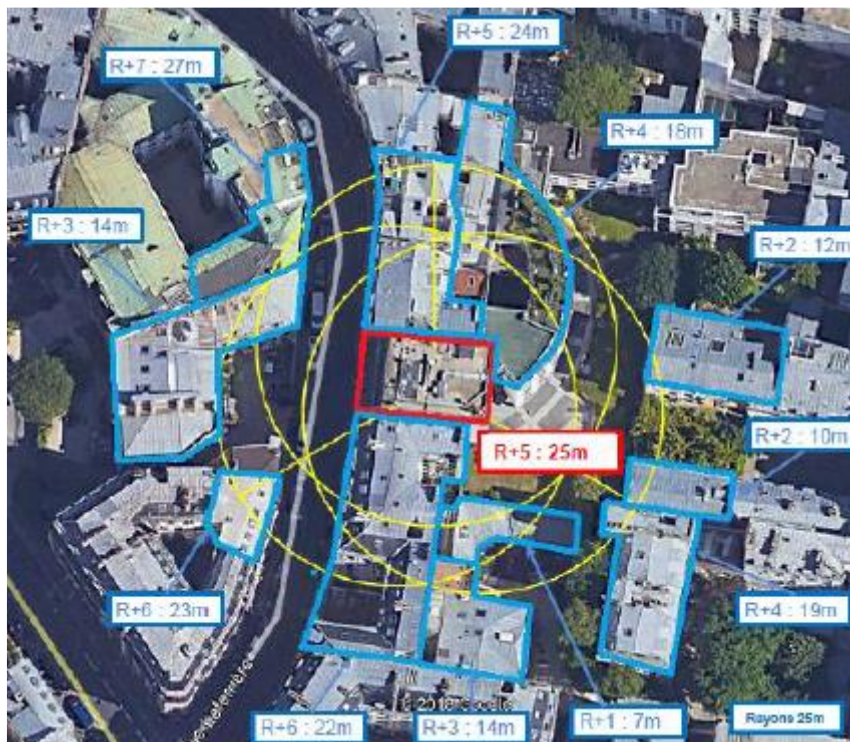 R+5 : 24m
R+7 : 27m
R+4 : 18m
R+3 : 14m
R+2 : 12m
R+2 : 10m
R+5 : 25m
R+6 : 23m
R+4 : 19m
R+6 : 22m
R+3 : 14m
R+1 : 7m
Rayons 25m